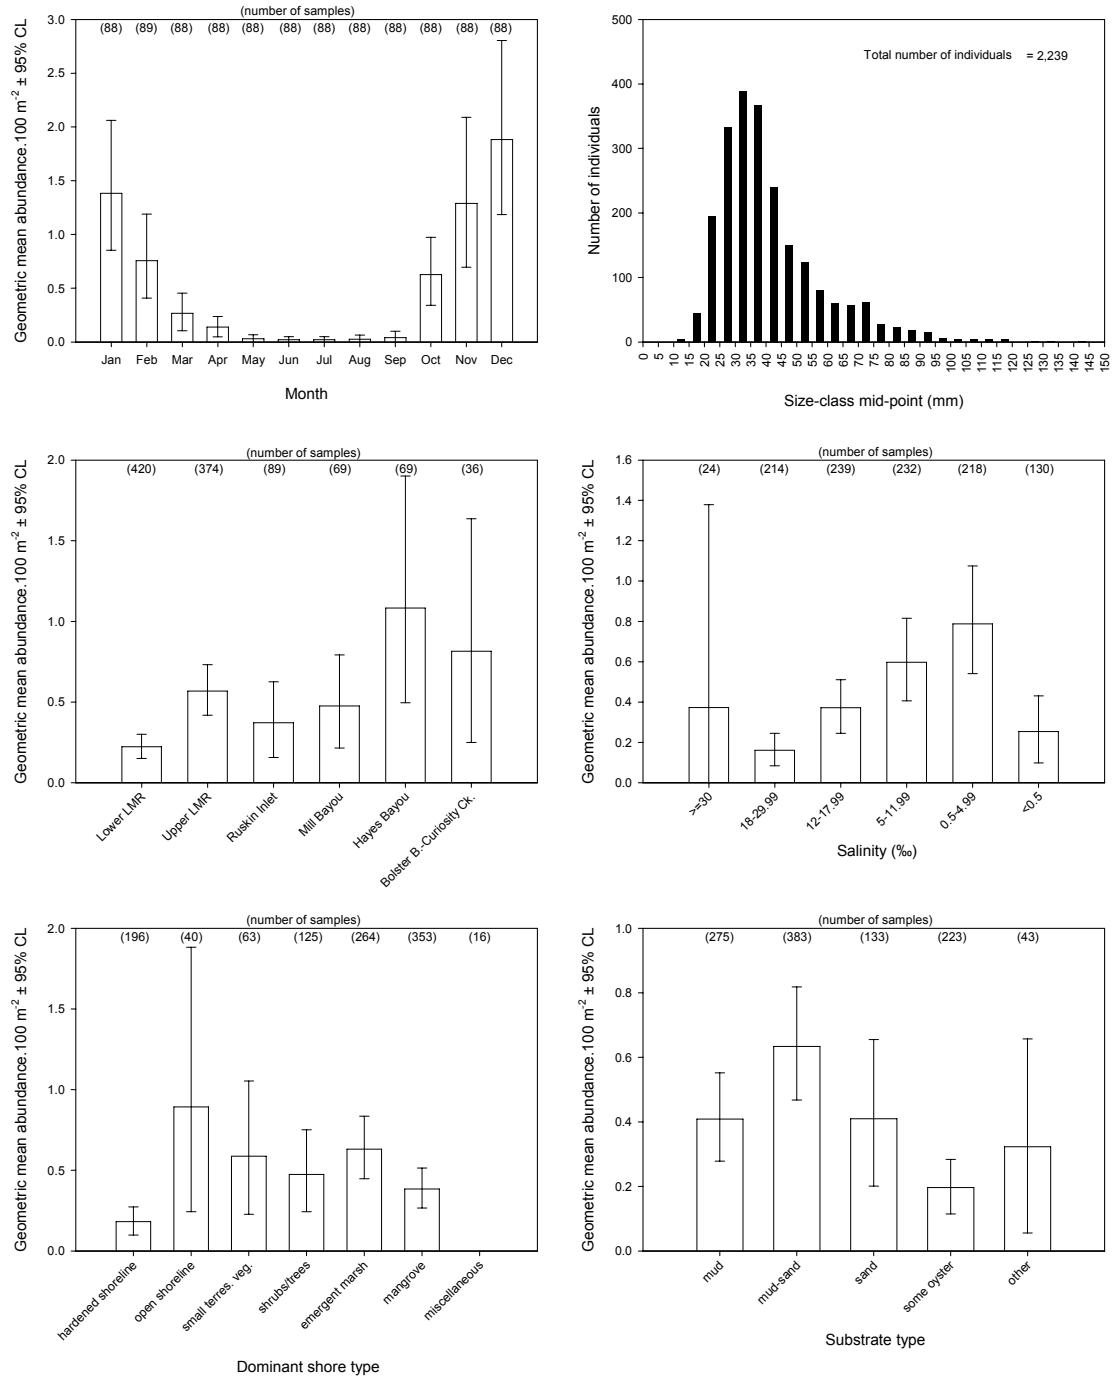 (number of samples)
(88) (89) (88) (88) (88) (88) (88) (88) (88) (88) (88) (88)
3.0
2.5
2.0
1.5
1.0
0.5
0.0
Geometric mean abundance.100 m-2 ± 95% CL
Jan Feb Mar Apr May Jun Jul Aug Sep Oct Nov Dec
Month
500
400
300
200
100
0
Number of individuals
Total number of individuals = 2,239
0 5 10 15 20 25 30 35 40 45 50 55 60 65 70 75 80 85 90 95 100 105 110 115 120 125 130 135 140 145 150
Size-class mid-point (mm)
(number of samples)
(420) (374) (89) (69) (69) (36)
2.0
1.5
1.0
0.5
0.0
Geometric mean abundance.100 m-2 ± 95% CL
Lower LMR
Upper LMR
Ruskin Inlet
Mill Bayou
Hayes Bayou
Bolster B.-Curiosity Ck.
(number of samples)
(24) (214) (239) (232) (218) (130)
1.6
1.4
1.2
1.0
0.8
0.6
0.4
0.2
0.0
Geometric mean abundance.100 m-2 ± 95% CL
>=30
18-29.99
12-17.99
5-11.99
0.5-4.99
<0.5
Salinity (‰)
(number of samples)
(196) (40) (63) (125) (264) (353) (16)
2.0
1.5
1.0
0.5
0.0
Geometric mean abundance.100 m-2 ± 95% CL
hardened shoreline
open shoreline
small terres. veg.
shrubs/trees
emergent marsh
mangrove
miscellaneous
Dominant shore type
(number of samples)
(275) (383) (133) (223) (43)
1.0
0.8
0.6
0.4
0.2
0.0
Geometric mean abundance.100 m-2 ± 95% CL
mud
mud-sand
sand
some oyster
other
Substrate type